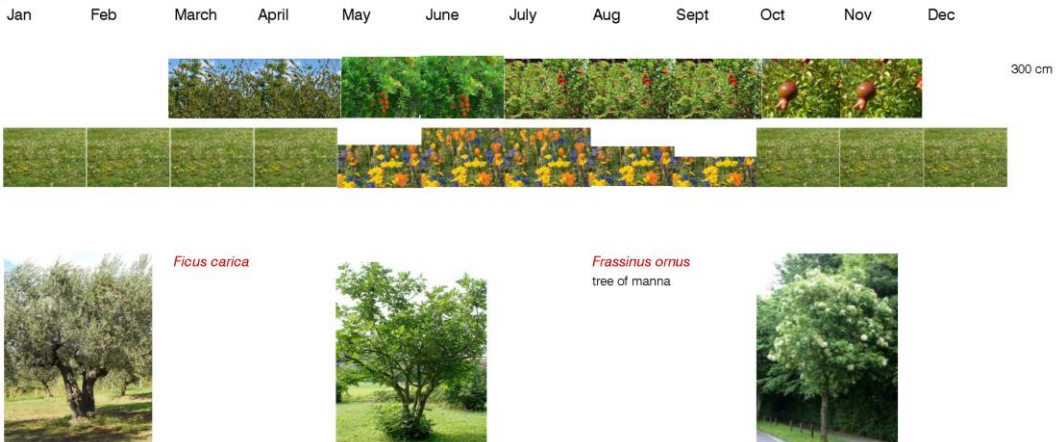 Jan Feb March April May June July Aug Sept Oct Nov Dec
300 cm
Ficus carica
Frassinus ornus
tree of manna